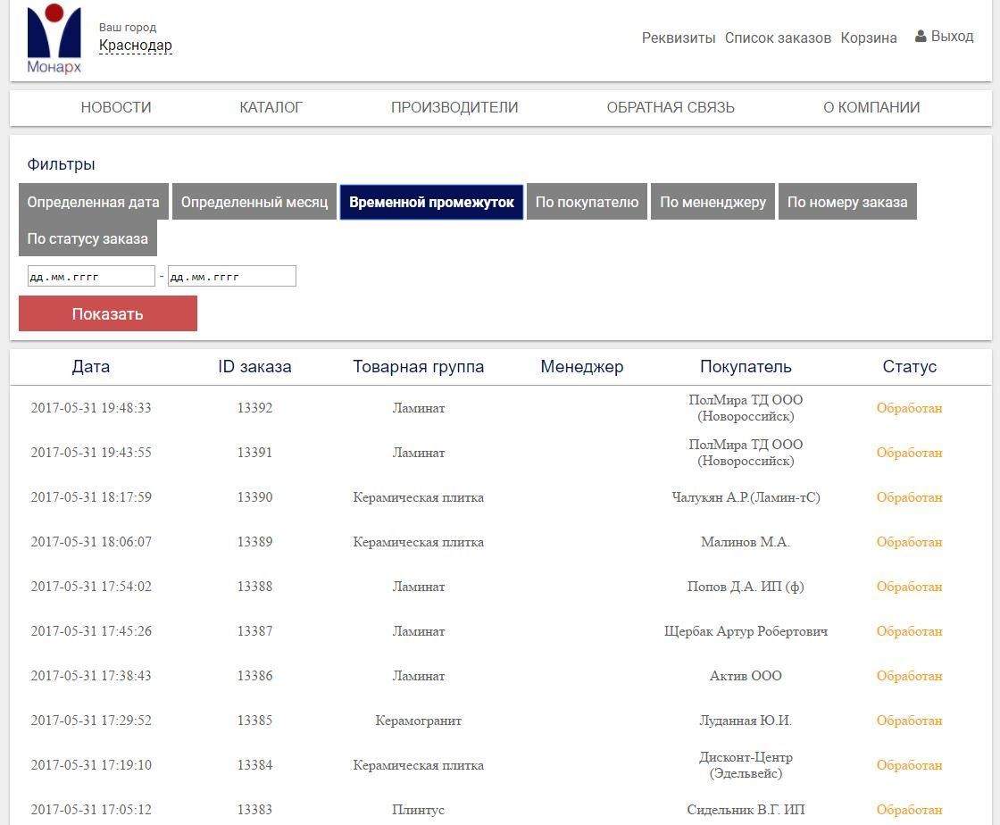 Монарх
Ваш город
Краснодар
Реквизиты Список заказов Корзина Выход
НОВОСТИ КАТАЛОГ ПРОИЗВОДИТЕЛИ ОБРАТНАЯ СВЯЗЬ О КОМПАНИИ
Фильтры
Определенная дата Определенный месяц Временной промежуток По покупателю По мененджеру По номеру заказа
По статусу заказа
дд.мм.гггг - дд.мм.гггг
Показать
Дата ID заказа Товарная группа Менеджер Покупатель Статус
2017-05-31 19:48:33 13392 Ламинат ПолМира ТД ООО (Новороссийск) Обработан
2017-05-31 19:43:55 13391 Ламинат ПолМира ТД ООО (Новороссийск) Обработан
2017-05-31 18:17:59 13390 Керамическая плитка Чалукян А.Р.(Ламин-тС) Обработан
2017-05-31 18:06:07 13389 Керамическая плитка Малинов М.А. Обработан
2017-05-31 17:54:02 13388 Ламинат Попов Д.А. ИП (ф) Обработан
2017-05-31 17:45:26 13387 Ламинат Щербак Артур Робертович Обработан
2017-05-31 17:38:43 13386 Ламинат Актив ООО Обработан
2017-05-31 17:29:52 13385 Керамогранит Луданная Ю.И. Обработан
2017-05-31 17:19:10 13384 Керамическая плитка Дисконт-Центр (Эдельвейс) Обработан
2017-05-31 17:05:12 13383 Плинтус Сидельник В.Г. ИП Обработан